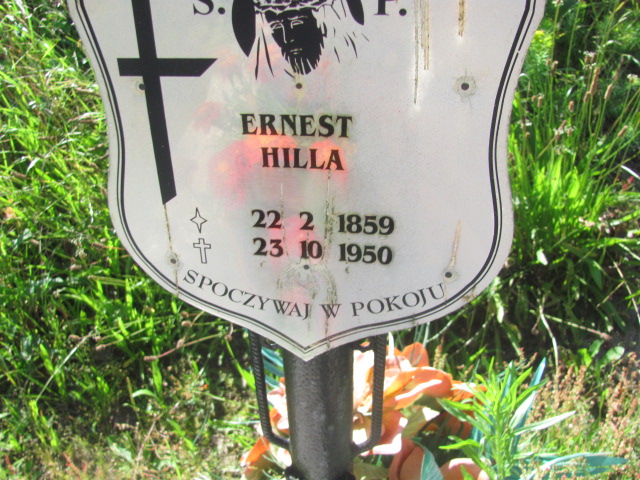 S. P.
ERNEST
HILLA
22 2 1859
23 10 1950
SPOCZYWAJ W POKOJU